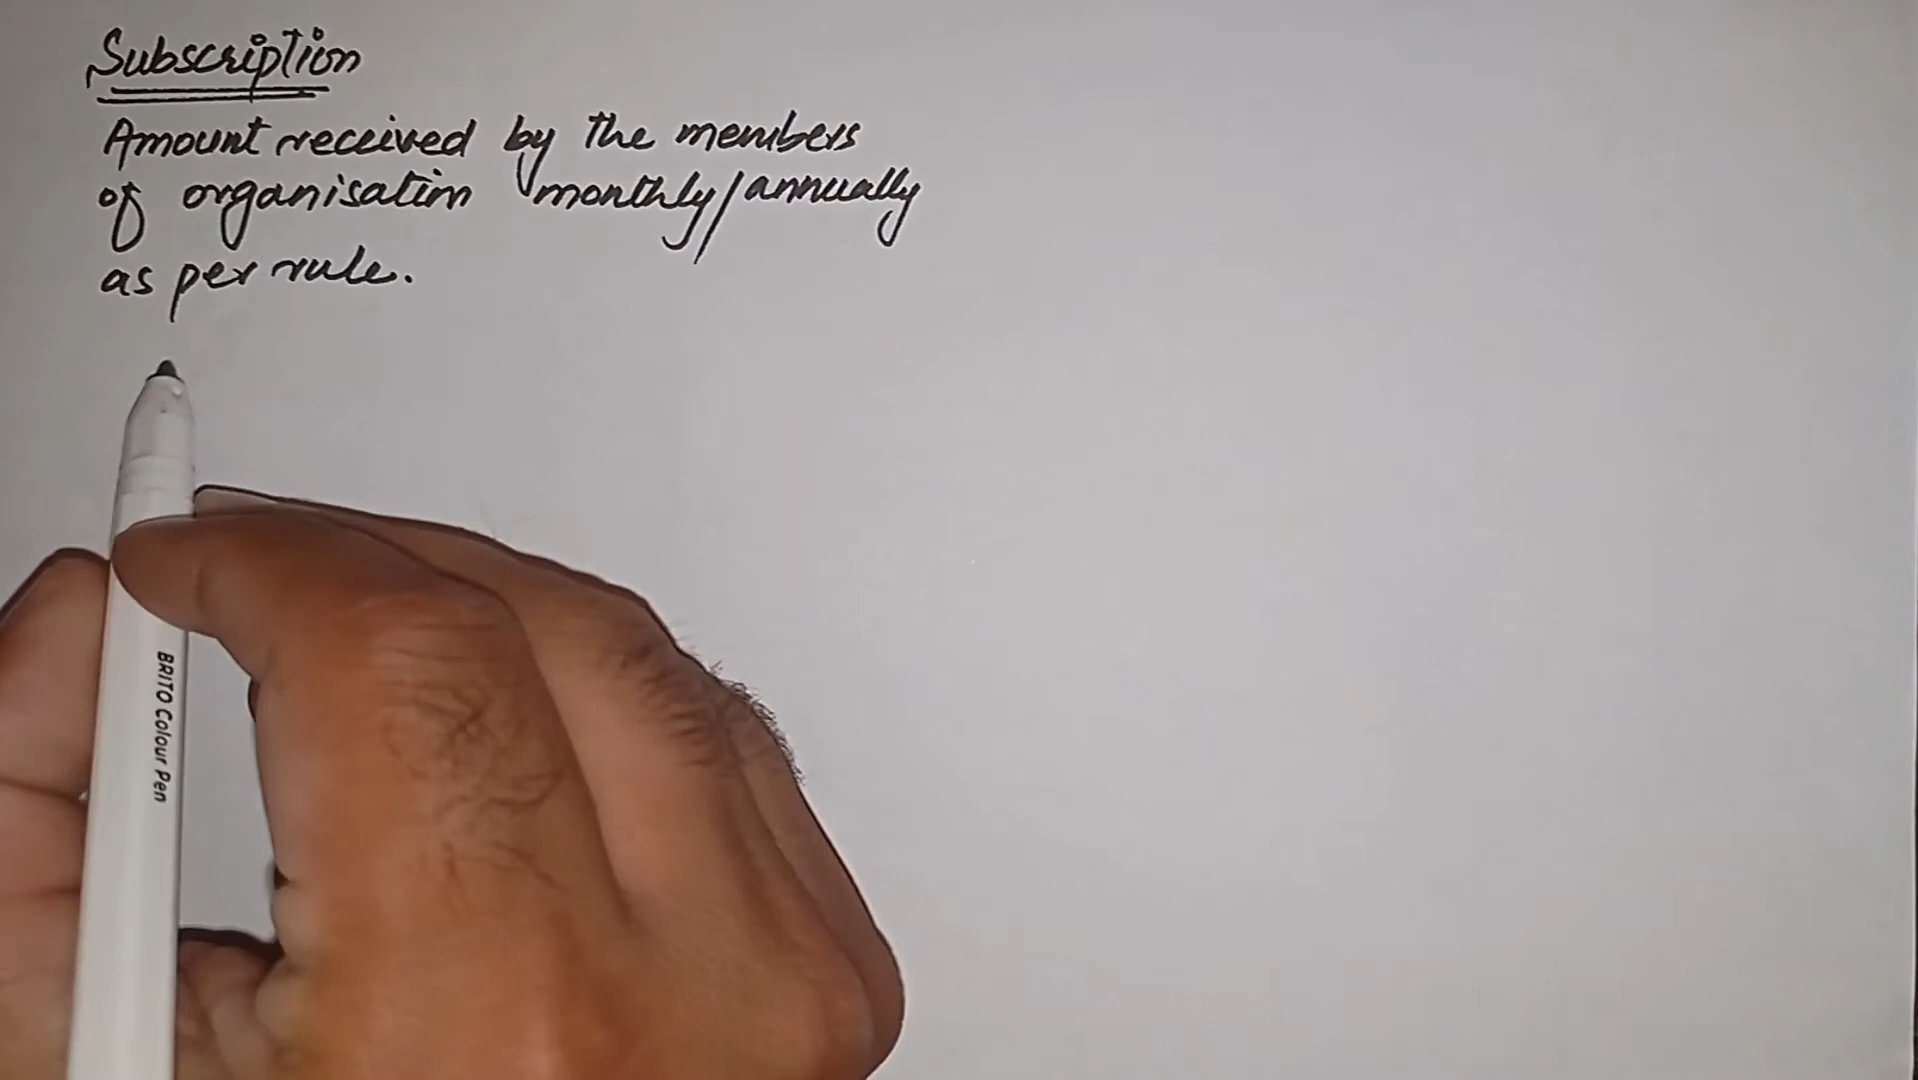 Subscription
Amount received by the members
of organisation monthly/annually
as per rule.
BRITO Colour Pen